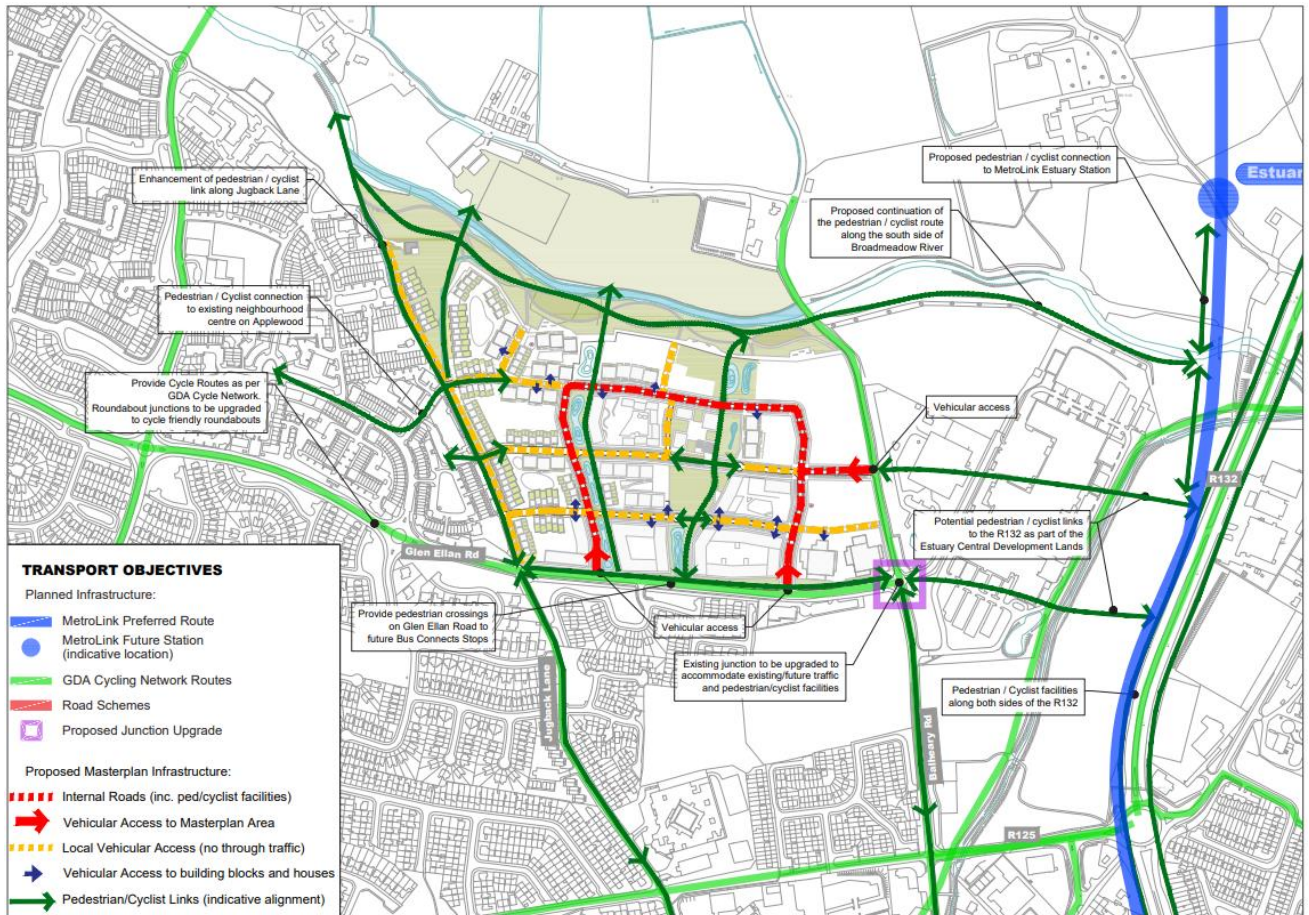 Enhancement of pedestrian / cyclist
link along Jugback Lane
Proposed pedestrian / cyclist connection
to MetroLink Estuary Station
Estuar
Proposed continuation of
the pedestrian / cyclist route
along the south side of
Broadmeadow River
Pedestrian / Cyclist connection
to existing neighbourhood
centre on Applewood
Provide Cycle Routes as per
GDA Cycle Network.
Roundabout junctions to be upgraded
to cycle friendly roundabouts
Vehicular access
R132
Potential pedestrian / cyclist links
to the R132 as part of the
Estuary Central Development Lands
Glen Ellan Rd
Provide pedestrian crossings
on Glen Ellan Road to
future Bus Connects Stops
Vehicular access
Existing junction to be upgraded to
accommodate existing/future traffic
and pedestrian/cyclist facilities
Pedestrian / Cyclist facilities
along both sides of the R132
Jugback Lane
Balheary Rd
R125
TRANSPORT OBJECTIVES
Planned Infrastructure:
MetroLink Preferred Route
MetroLink Future Station
(indicative location)
GDA Cycling Network Routes
Road Schemes
Proposed Junction Upgrade
Proposed Masterplan Infrastructure:
Internal Roads (inc. ped/cyclist facilities)
Vehicular Access to Masterplan Area
Local Vehicular Access (no through traffic)
Vehicular Access to building blocks and houses
Pedestrian/Cyclist Links (indicative alignment)